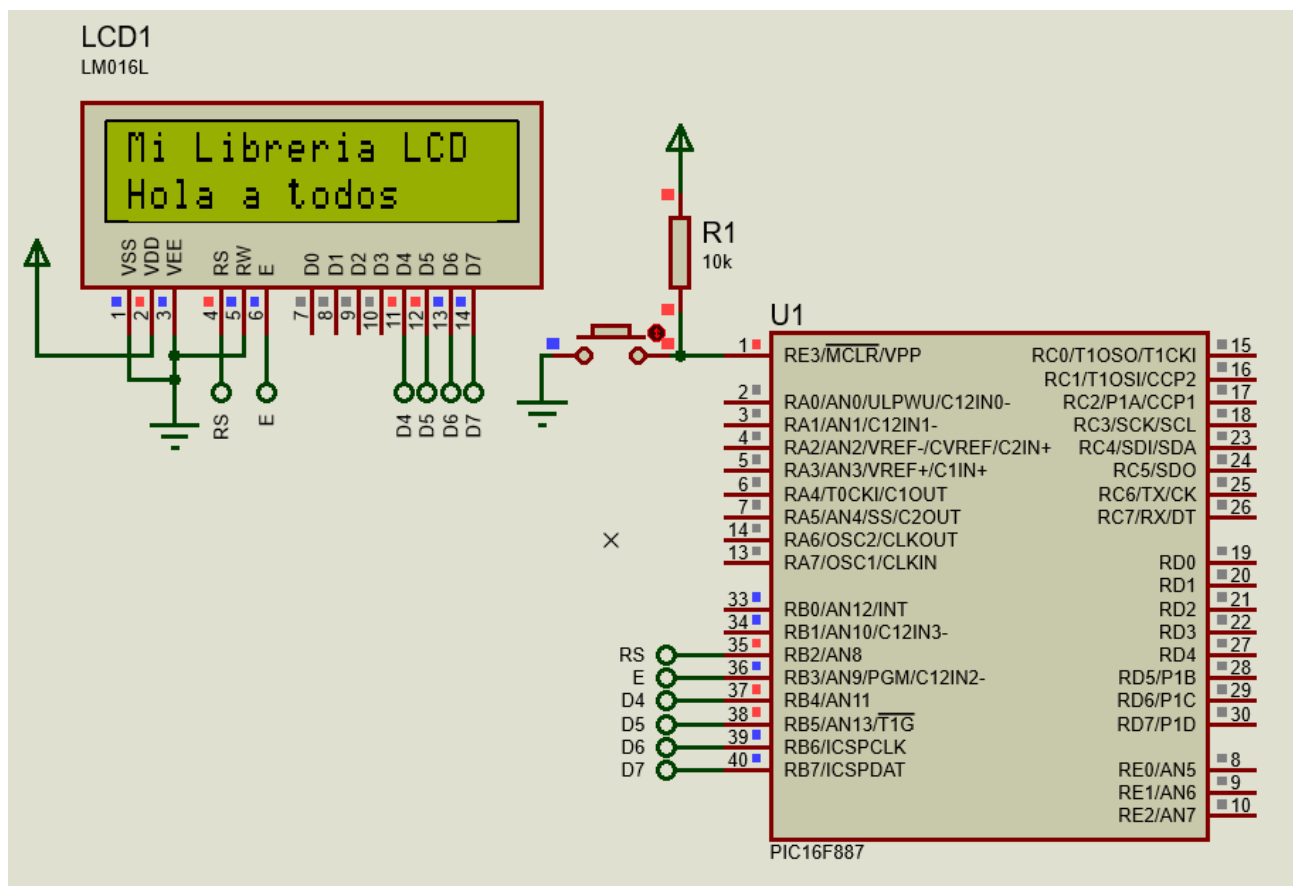 LCD1
LM016L
Mi Libreria LCD
Hola a todos
VSS
VDD
VEE
RS
RW
E
D0
D1
D2
D3
D4
D5
D6
D7
1
2
3
4
5
6
7
8
9
10
11
12
13
14
RS
E
D4
D5
D6
D7
R1
10k
U1
1 RE3/MCLR/VPP
2 RA0/AN0/ULPWU/C12IN0-
3 RA1/AN1/C12IN1-
4 RA2/AN2/VREF-/CVREF/C2IN+
5 RA3/AN3/VREF+/C1IN+
6 RA4/T0CKI/C1OUT
7 RA5/AN4/SS/C2OUT
14 RA6/OSC2/CLKOUT
13 RA7/OSC1/CLKIN
33 RB0/AN12/INT
34 RB1/AN10/C12IN3-
RS 35 RB2/AN8
E 36 RB3/AN9/PGM/C12IN2-
D4 37 RB4/AN11
D5 38 RB5/AN13/T1G
D6 39 RB6/ICSPCLK
D7 40 RB7/ICSPDAT
RC0/T1OSO/T1CKI 15
RC1/T1OSI/CCP2 16
RC2/P1A/CCP1 17
RC3/SCK/SCL 18
RC4/SDI/SDA 23
RC5/SDO 24
RC6/TX/CK 25
RC7/RX/DT 26
RD0 19
RD1 20
RD2 21
RD3 22
RD4 27
RD5/P1B 28
RD6/P1C 29
RD7/P1D 30
RE0/AN5 8
RE1/AN6 9
RE2/AN7 10
PIC16F887